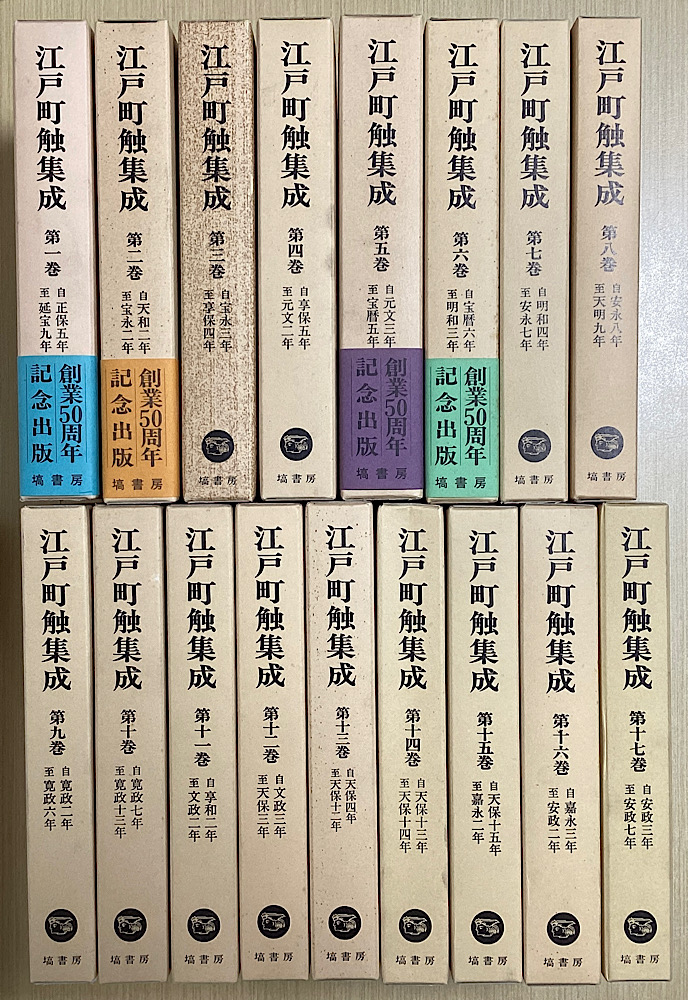 江戸町触集成
第一巻
自 正保五年
至 延宝九年
創業50周年
記念出版
塙書房
江戸町触集成
第二巻
自 天和二年
至 宝永二年
創業50周年
記念出版
塙書房
江戸町触集成
第三巻
自 宝永三年
至 享保四年
塙書房
江戸町触集成
第四巻
自 享保五年
至 元文二年
塙書房
江戸町触集成
第五巻
自 元文三年
至 宝暦五年
創業50周年
記念出版
塙書房
江戸町触集成
第六巻
自 宝暦六年
至 明和三年
創業50周年
記念出版
塙書房
江戸町触集成
第七巻
自 明和四年
至 安永七年
塙書房
江戸町触集成
第八巻
自 安永八年
至 天明九年
塙書房
江戸町触集成
第九巻
自 寛政二年
至 寛政六年
塙書房
江戸町触集成
第十巻
自 寛政七年
至 寛政十三年
塙書房
江戸町触集成
第十一巻
自 享和二年
至 文政二年
塙書房
江戸町触集成
第十二巻
自 文政三年
至 天保三年
塙書房
江戸町触集成
第十三巻
自 天保四年
至 天保十二年
塙書房
江戸町触集成
第十四巻
自 天保十三年
至 天保十四年
塙書房
江戸町触集成
第十五巻
自 天保十五年
至 嘉永二年
塙書房
江戸町触集成
第十六巻
自 嘉永三年
至 安政二年
塙書房
江戸町触集成
第十七巻
自 安政三年
至 安政七年
塙書房